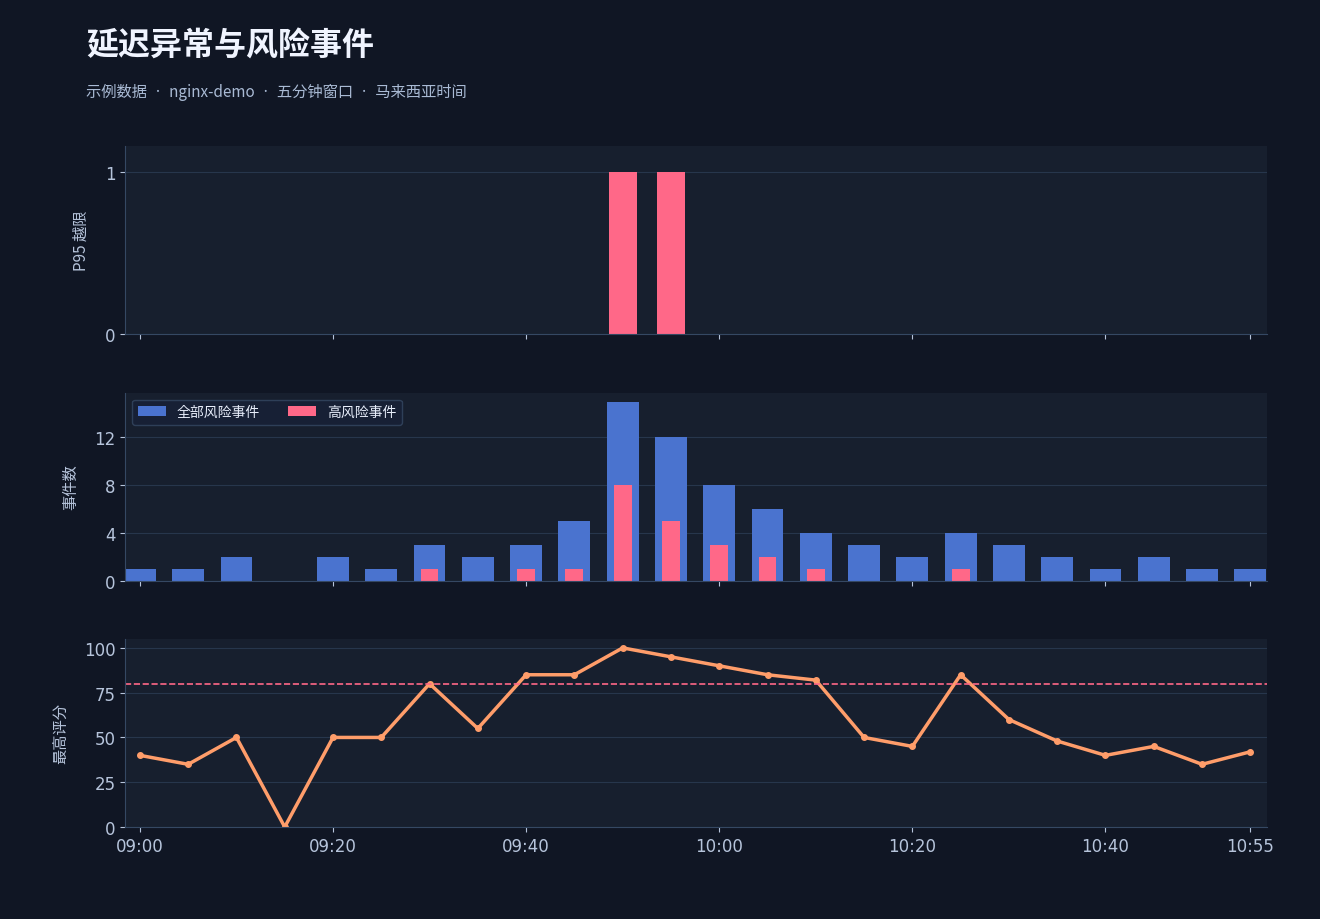 延迟异常与风险事件
示例数据 · nginx-demo · 五分钟窗口 · 马来西亚时间
P95 越限
1
0
全部风险事件 高风险事件
事件数
12
8
4
0
最高评分
100
75
50
25
0
09:00 09:20 09:40 10:00 10:20 10:40 10:55